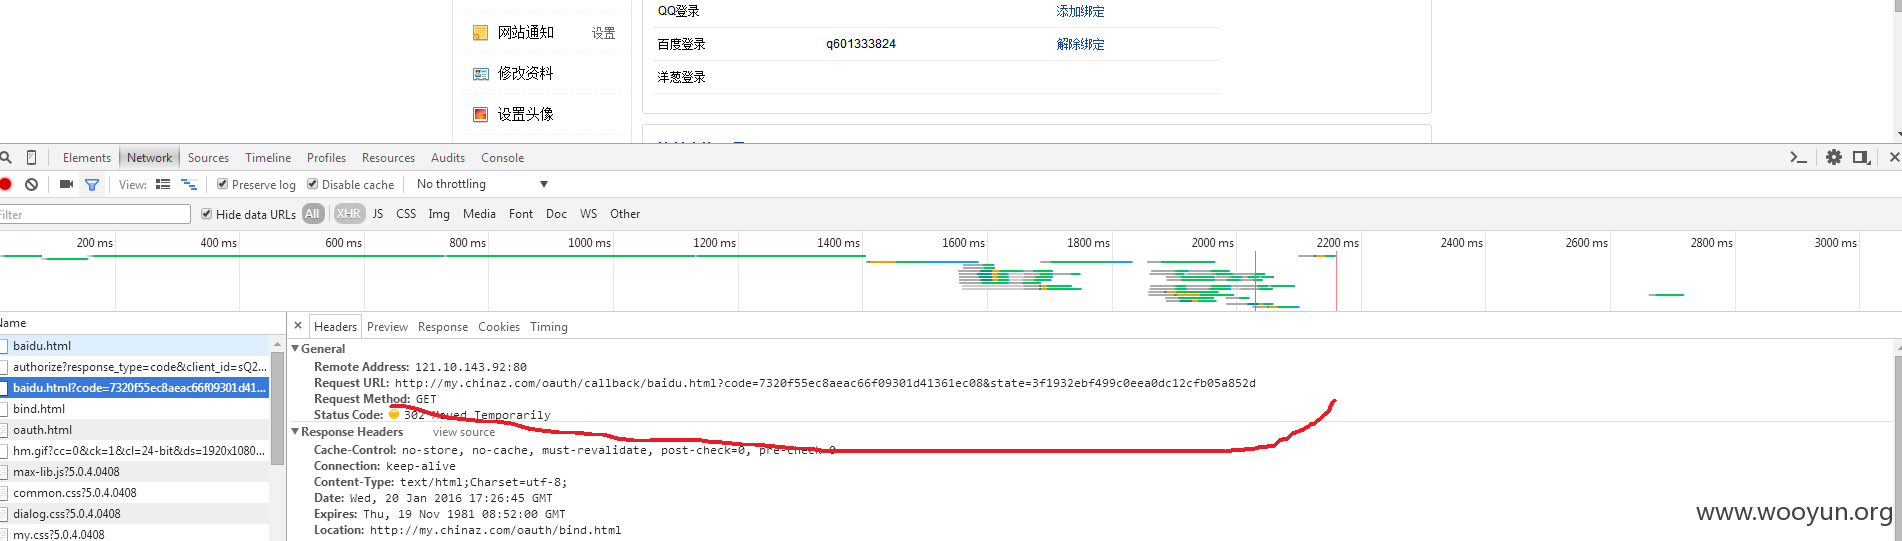 QQ登录 添加绑定
网站通知 设置 百度登录 q601333824 解除绑定
修改资料 洋葱登录
设置头像
Elements Network Sources Timeline Profiles Resources Audits Console
View: Preserve log Disable cache No throttling
Filter Hide data URLs All XHR JS CSS Img Media Font Doc WS Other
200 ms 400 ms 600 ms 800 ms 1000 ms 1200 ms 1400 ms 1600 ms 1800 ms 2000 ms 2200 ms 2400 ms 2600 ms 2800 ms 3000 ms
Name Headers Preview Response Cookies Timing
baidu.html
authorize?response_type=code&client_id=sQ2...
baidu.html?code=7320f55ec8aeac66f09301d41...
bind.html
oauth.html
hm.gif?cc=0&ck=1&cl=24-bit&ds=1920x1080...
max-lib.js?5.0.4.0408
common.css?5.0.4.0408
dialog.css?5.0.4.0408
my.css?5.0.4.0408
General
Remote Address: 121.10.143.92:80
Request URL: http://my.chinaz.com/oauth/callback/baidu.html?code=7320f55ec8aeac66f09301d41361ec08&state=3f1932ebf499c0eea0dc12cfb05a852d
Request Method: GET
Status Code: 302 Moved Temporarily
Response Headers view source
Cache-Control: no-store, no-cache, must-revalidate, post-check=0, pre-check=0
Connection: keep-alive
Content-Type: text/html;Charset=utf-8;
Date: Wed, 20 Jan 2016 17:26:45 GMT
Expires: Thu, 19 Nov 1981 08:52:00 GMT
Location: http://my.chinaz.com/oauth/bind.html
www.wooyun.org